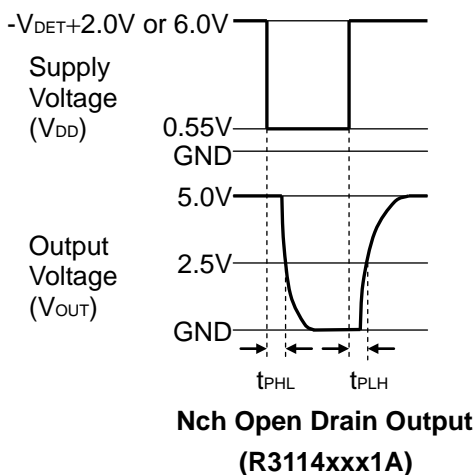 -VDET+2.0V or 6.0V
Supply
Voltage
(VDD)
0.55V
GND
5.0V
Output
Voltage
(VOUT)
2.5V
GND
tPHL tPLH
Nch Open Drain Output
(R3114xxx1A)